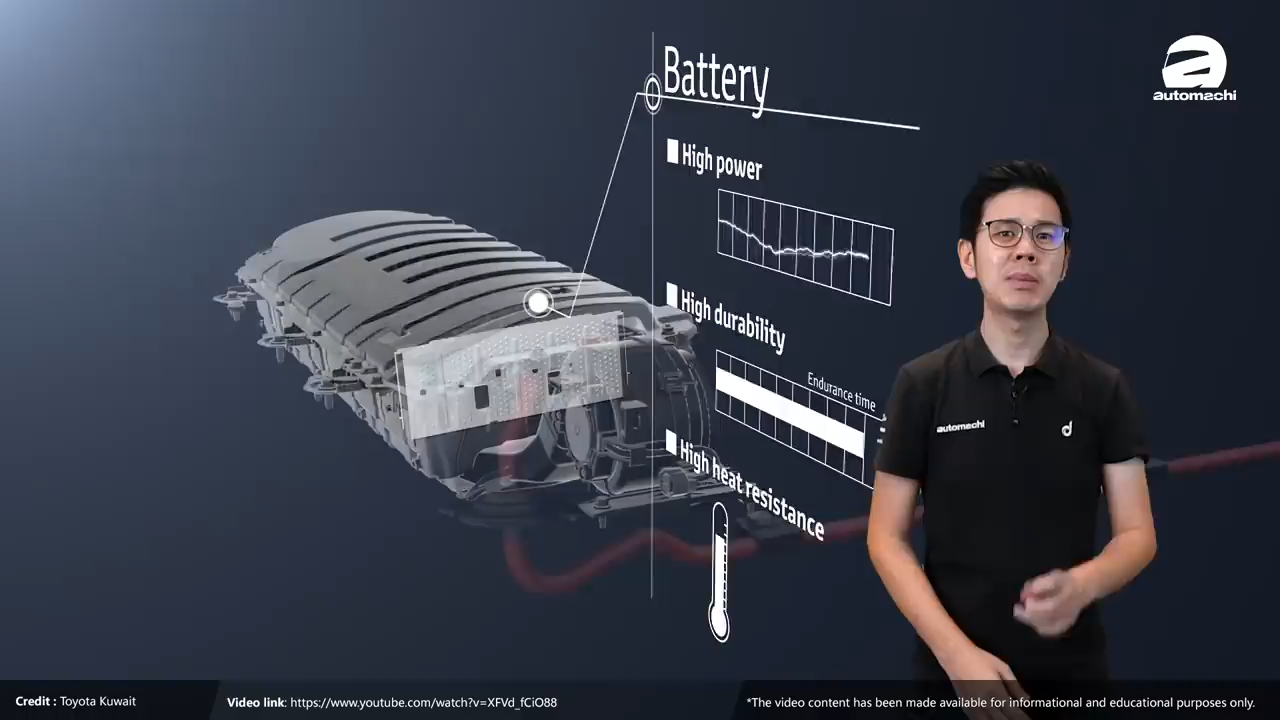 Battery
automachi
High power
High durability
Endurance time
automachi
High heat resistance
Credit : Toyota Kuwait
Video link: https://www.youtube.com/watch?v=XFVd_fCiO88
*The video content has been made available for informational and educational purposes only.